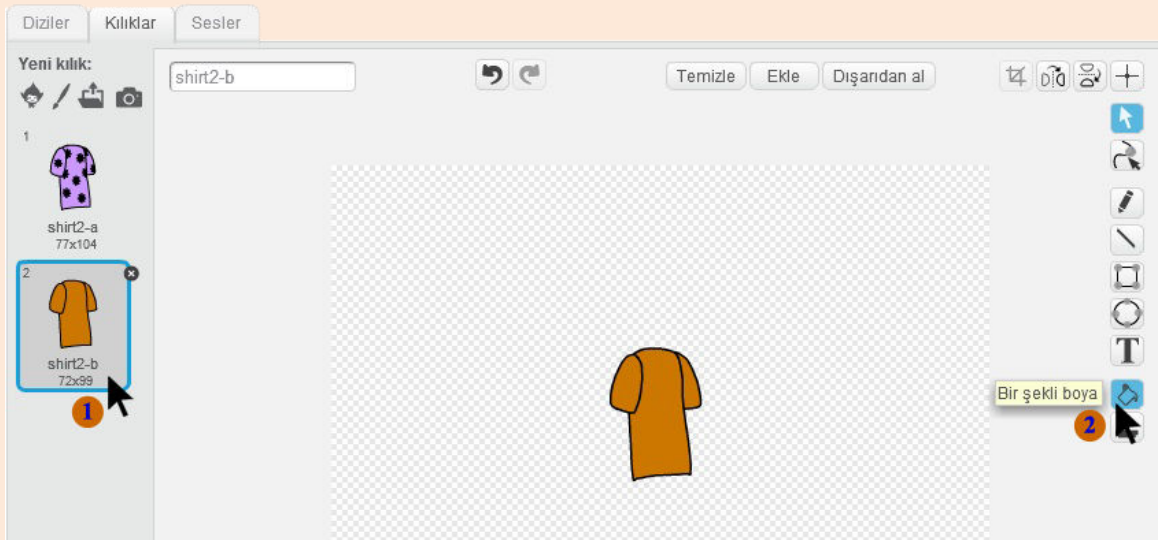 Diziler Kılıklar Sesler
Yeni kılık:
shirt2-b
Temizle Ekle Dışarıdan al
1
shirt2-a
77x104
2
shirt2-b
72x99
1
T
Bir şekli boya
2